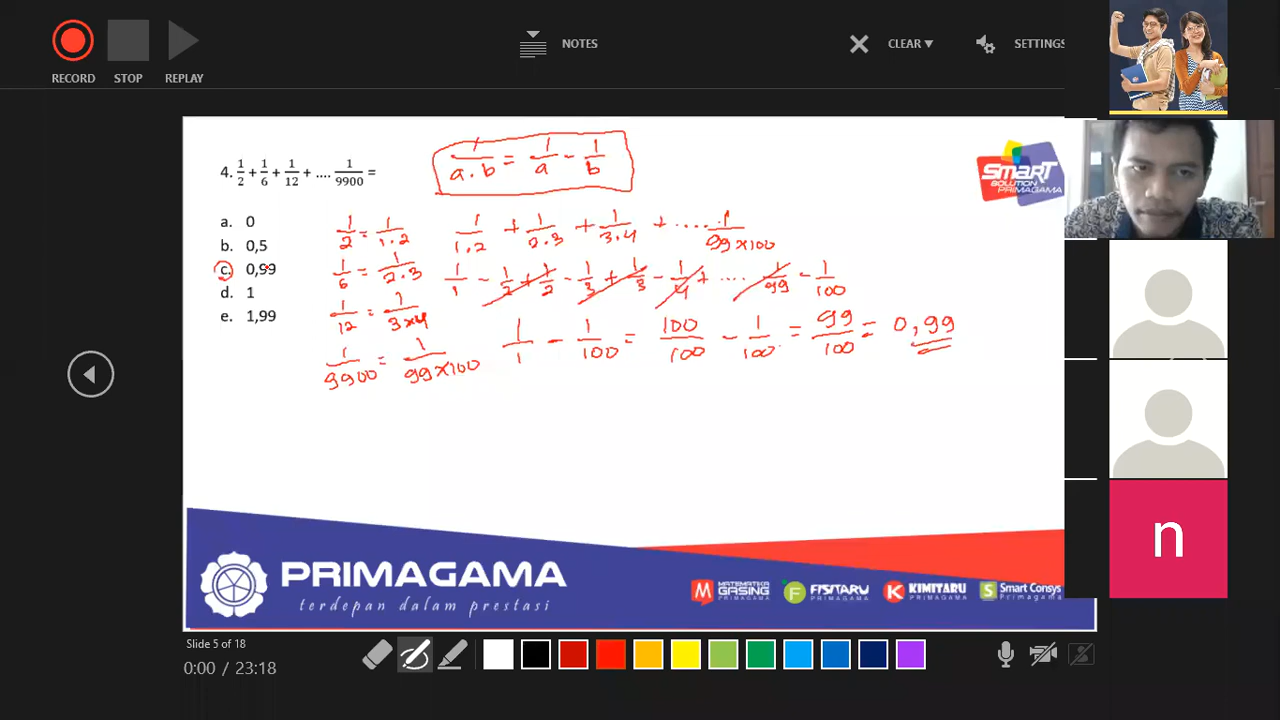 RECORD STOP REPLAY
NOTES
CLEAR ▼
SETTINGS
4. 1/2 + 1/6 + 1/12 + .... 1/9900 =
1/a.b = 1/a - 1/b
SMART
SOLUTION
PRIMAGAMA
a. 0
b. 0,5
c. 0,99
d. 1
e. 1,99
1/2 = 1/1.2
1/6 = 1/2.3
1/12 = 1/3x4
1/9900 = 1/99x100
1/1.2 + 1/2.3 + 1/3.4 + .... 1/99x100
1/1 - 1/2 + 1/2 - 1/3 + 1/3 - 1/4 + .... 1/99 - 1/100
1/1 - 1/100 = 100/100 - 1/100 = 99/100 = 0,99
n
PRIMAGAMA
terdepan dalam prestasi
M MATEMATIKA
GASING
PRIMAGAMA
F FISITARU
PRIMAGAMA
K KIMITARU
PRIMAGAMA
S Smart Consys
Primagama
Slide 5 of 18
0:00 / 23:18